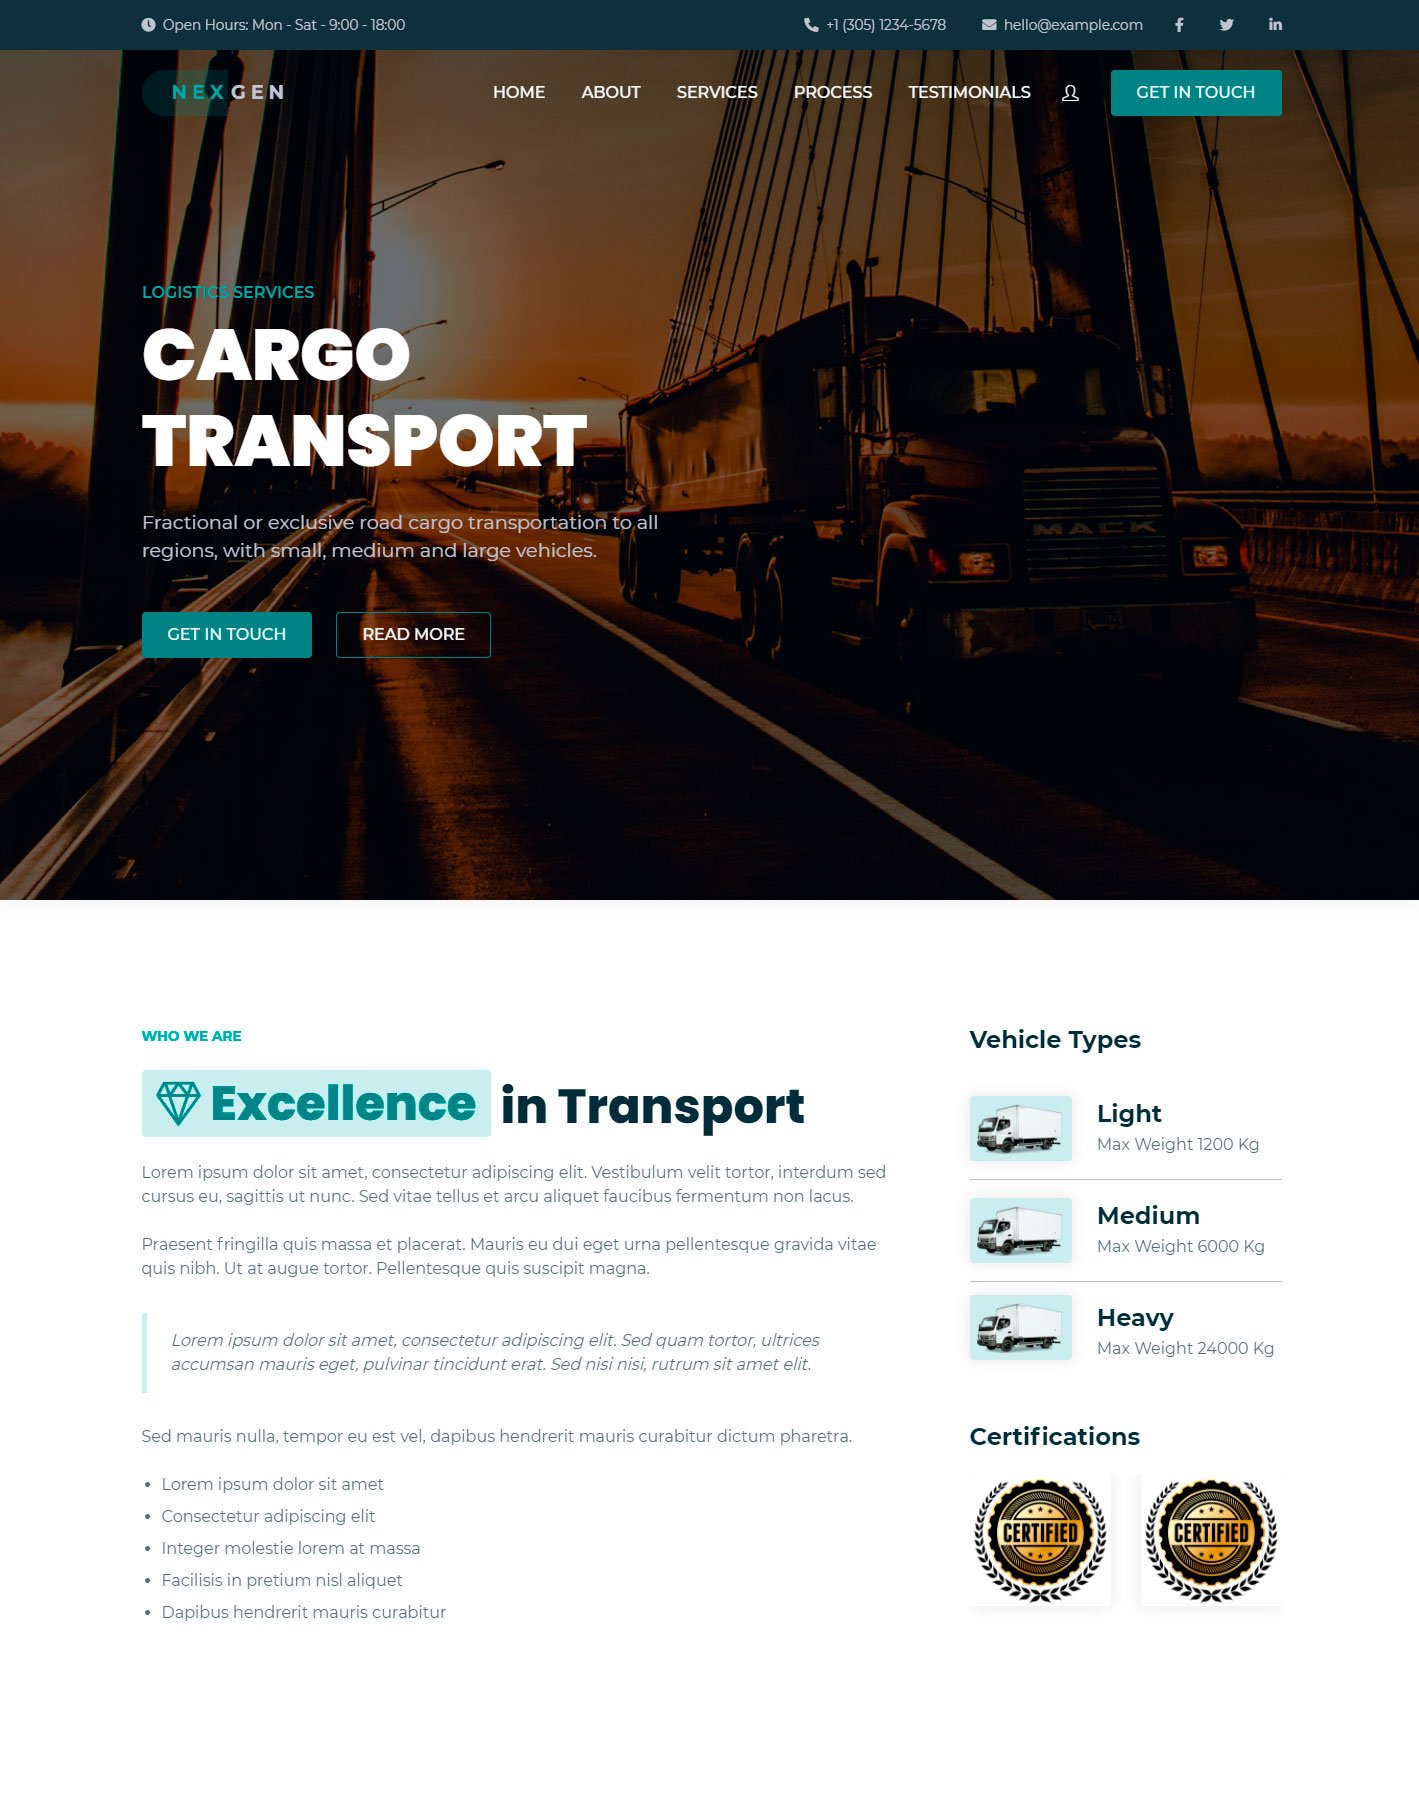 Open Hours: Mon - Sat - 9:00 - 18:00
+1 (305) 1234-5678
hello@example.com
NEXGEN
HOME
ABOUT
SERVICES
PROCESS
TESTIMONIALS
GET IN TOUCH
LOGISTICS SERVICES
CARGO
TRANSPORT
Fractional or exclusive road cargo transportation to all
regions, with small, medium and large vehicles.
GET IN TOUCH
READ MORE
MACK
WHO WE ARE
Excellence in Transport
Lorem ipsum dolor sit amet, consectetur adipiscing elit. Vestibulum velit tortor, interdum sed
cursus eu, sagittis ut nunc. Sed vitae tellus et arcu aliquet faucibus fermentum non lacus.
Praesent fringilla quis massa et placerat. Mauris eu dui eget urna pellentesque gravida vitae
quis nibh. Ut at augue tortor. Pellentesque quis suscipit magna.
Lorem ipsum dolor sit amet, consectetur adipiscing elit. Sed quam tortor, ultrices
accumsan mauris eget, pulvinar tincidunt erat. Sed nisi nisi, rutrum sit amet elit.
Sed mauris nulla, tempor eu est vel, dapibus hendrerit mauris curabitur dictum pharetra.
• Lorem ipsum dolor sit amet
• Consectetur adipiscing elit
• Integer molestie lorem at massa
• Facilisis in pretium nisl aliquet
• Dapibus hendrerit mauris curabitur
Vehicle Types
Light
Max Weight 1200 Kg
Medium
Max Weight 6000 Kg
Heavy
Max Weight 24000 Kg
Certifications
CERTIFIED
CERTIFIED